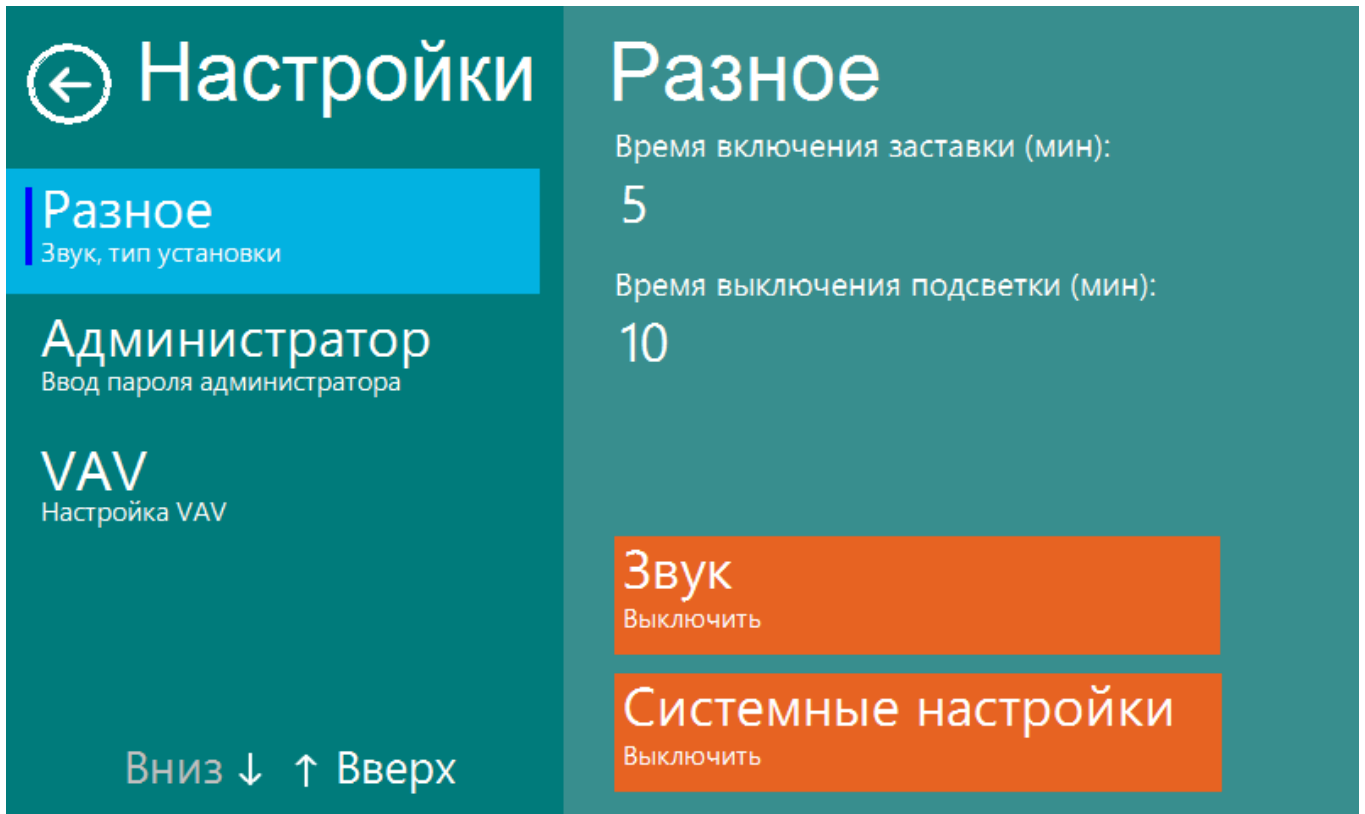 Настройки
Разное
Звук, тип установки
Администратор
Ввод пароля администратора
VAV
Настройка VAV
Вниз ↓ ↑ Вверх
Разное
Время включения заставки (мин):
5
Время выключения подсветки (мин):
10
Звук
Выключить
Системные настройки
Выключить